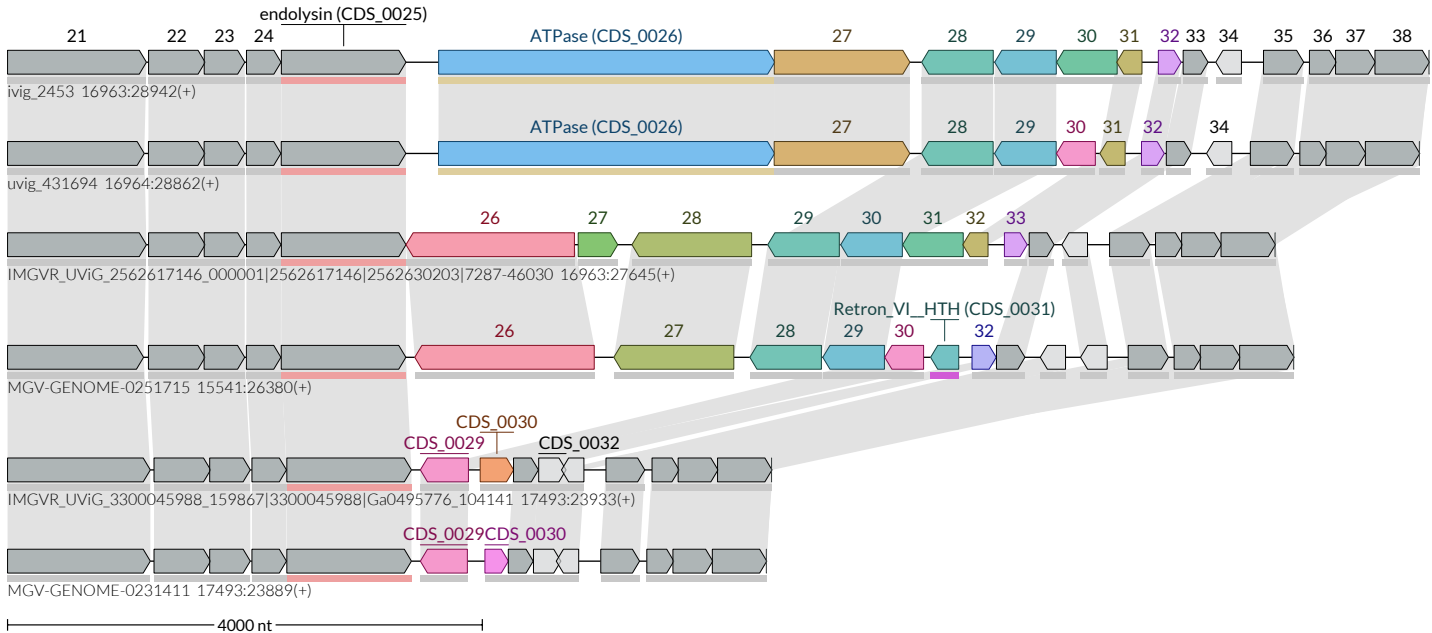 endolysin (CDS_0025)
21 22 23 24 ATPase (CDS_0026) 27 28 29 30 31 32 33 34 35 36 37 38
ivig_2453 16963:28942(+)
ATPase (CDS_0026) 27 28 29 30 31 32 34
uvig_431694 16964:28862(+)
26 27 28 29 30 31 32 33
IMGVR_UViG_2562617146_000001|2562617146|2562630203|7287-46030 16963:27645(+)
Retron_VI__HTH (CDS_0031)
26 27 28 29 30 32
MGV-GENOME-0251715 15541:26380(+)
CDS_0030
CDS_0029 CDS_0032
IMGVR_UViG_3300045988_159867|3300045988|Ga0495776_104141 17493:23933(+)
CDS_0029 CDS_0030
MGV-GENOME-0231411 17493:23889(+)
4000 nt